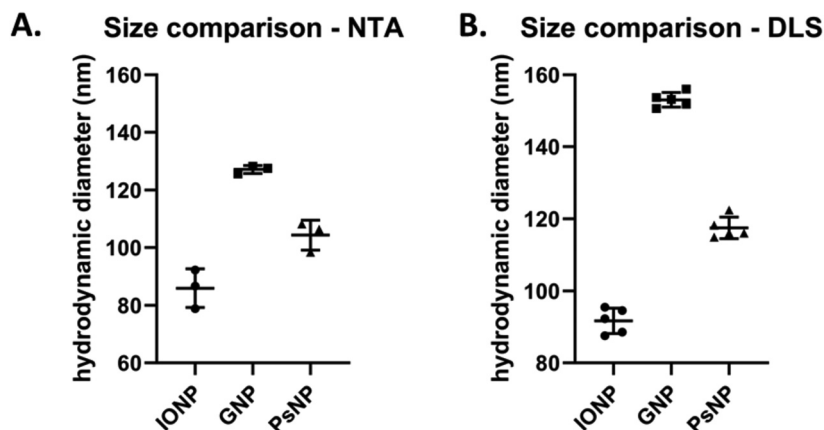 A. Size comparison - NTA
hydrodynamic diameter (nm)
160
140
120
100
80
60
IONP
GNP
PsNP
B. Size comparison - DLS
hydrodynamic diameter (nm)
160
140
120
100
80
IONP
GNP
PsNP